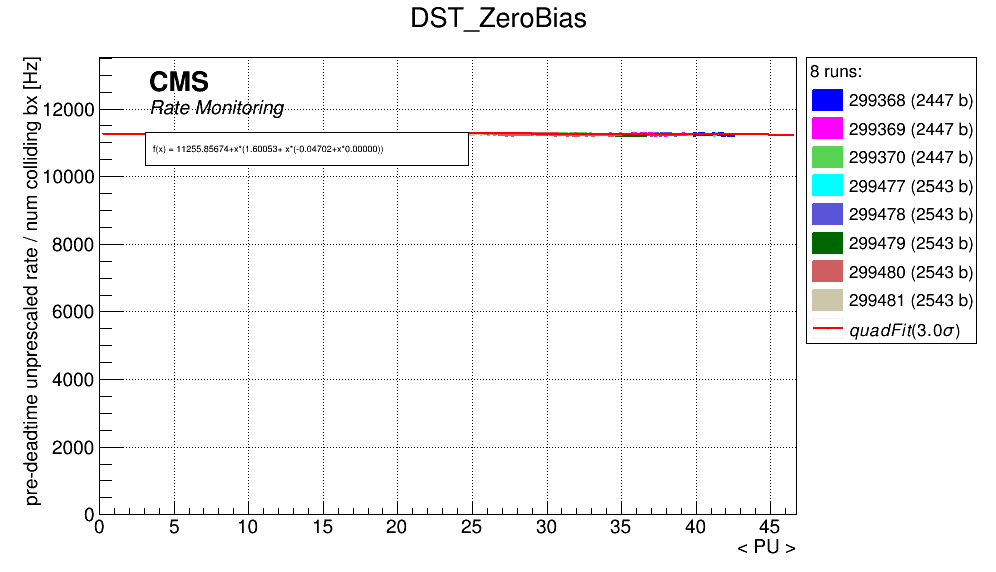 DST_ZeroBias
pre-deadtime unprescaled rate / num colliding bx [Hz]
CMS
Rate Monitoring
f(x) = 11255.85674+x*(1.60053+ x*(-0.04702+x*0.00000))
12000
10000
8000
6000
4000
2000
0
0 5 10 15 20 25 30 35 40 45
< PU >
8 runs:
299368 (2447 b)
299369 (2447 b)
299370 (2447 b)
299477 (2543 b)
299478 (2543 b)
299479 (2543 b)
299480 (2543 b)
299481 (2543 b)
quadFit(3.0σ)